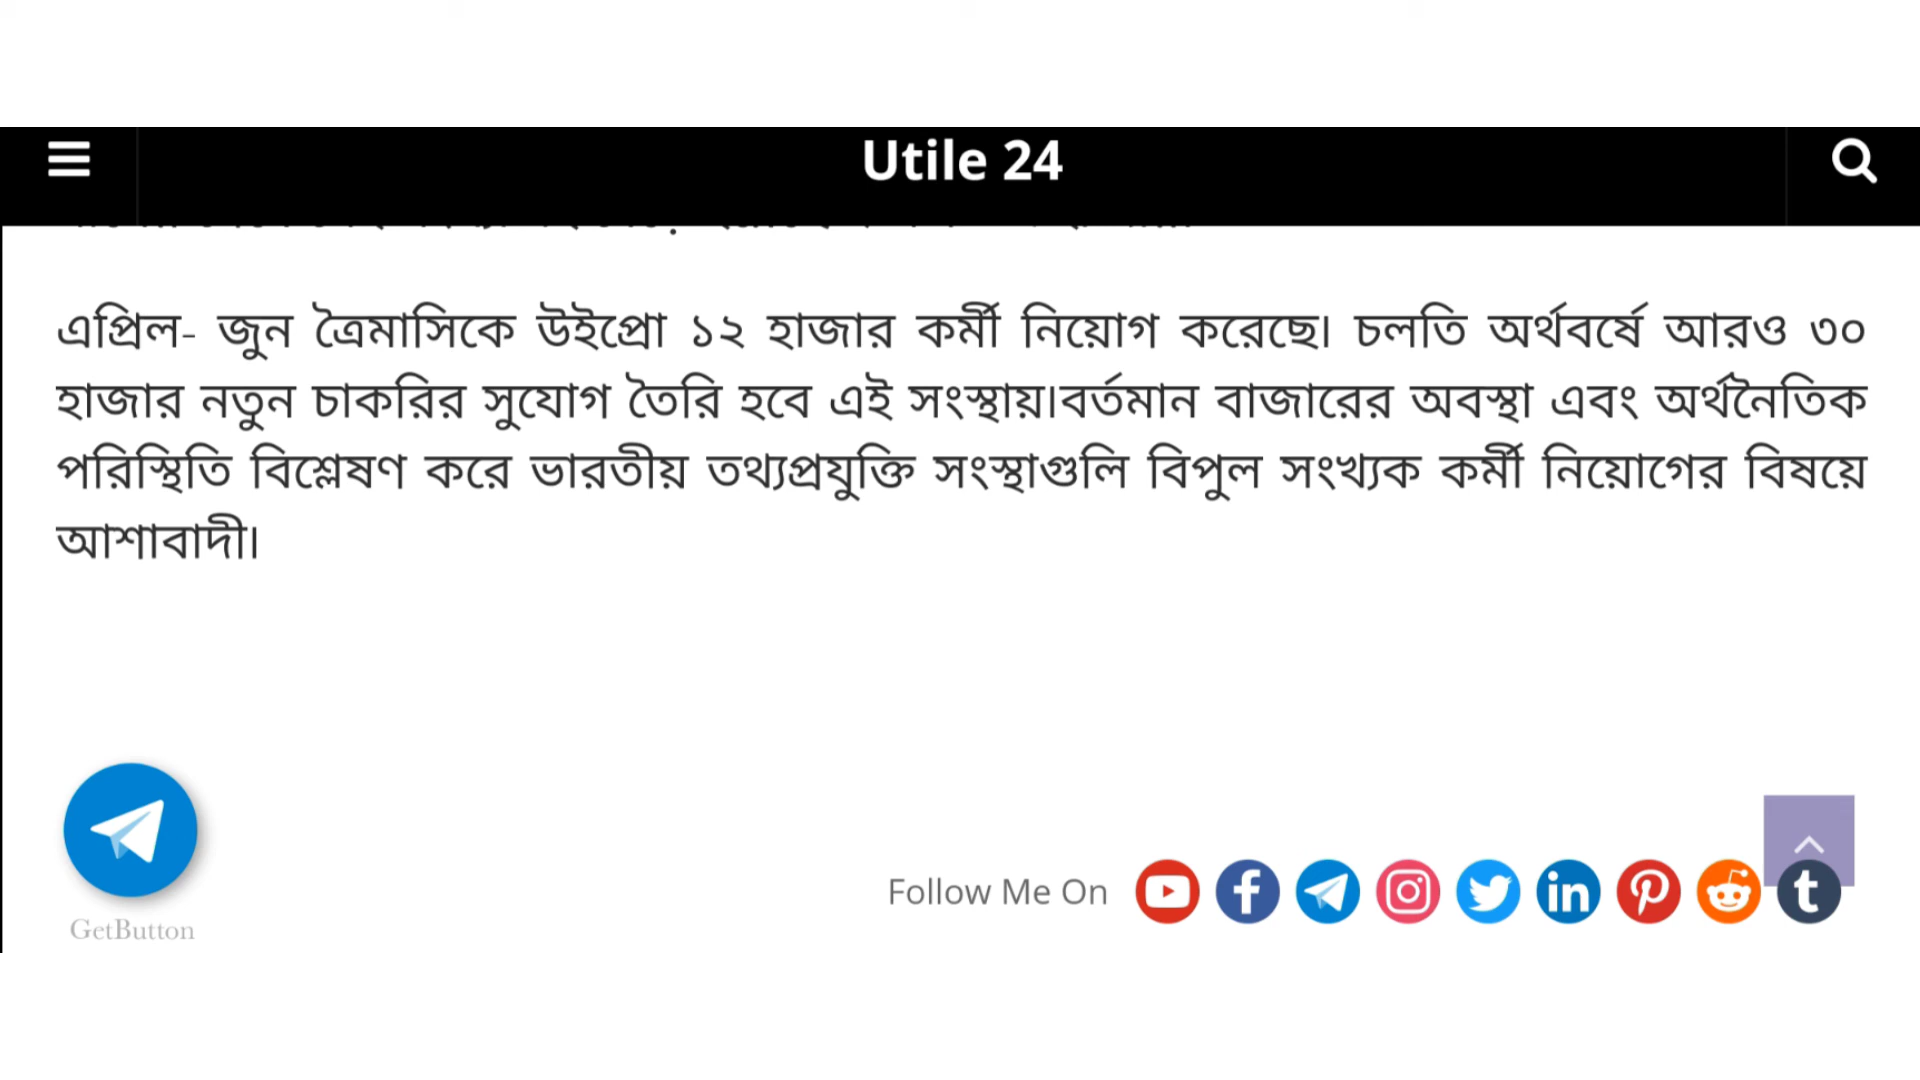 Utile 24
এপ্রিল- জুন ত্রৈমাসিকে উইপ্রো ১২ হাজার কর্মী নিয়োগ করেছে। চলতি অর্থবর্ষে আরও ৩০
হাজার নতুন চাকরির সুযোগ তৈরি হবে এই সংস্থায়।বর্তমান বাজারের অবস্থা এবং অর্থনৈতিক
পরিস্থিতি বিশ্লেষণ করে ভারতীয় তথ্যপ্রযুক্তি সংস্থাগুলি বিপুল সংখ্যক কর্মী নিয়োগের বিষয়ে
আশাবাদী।
GetButton
Follow Me On